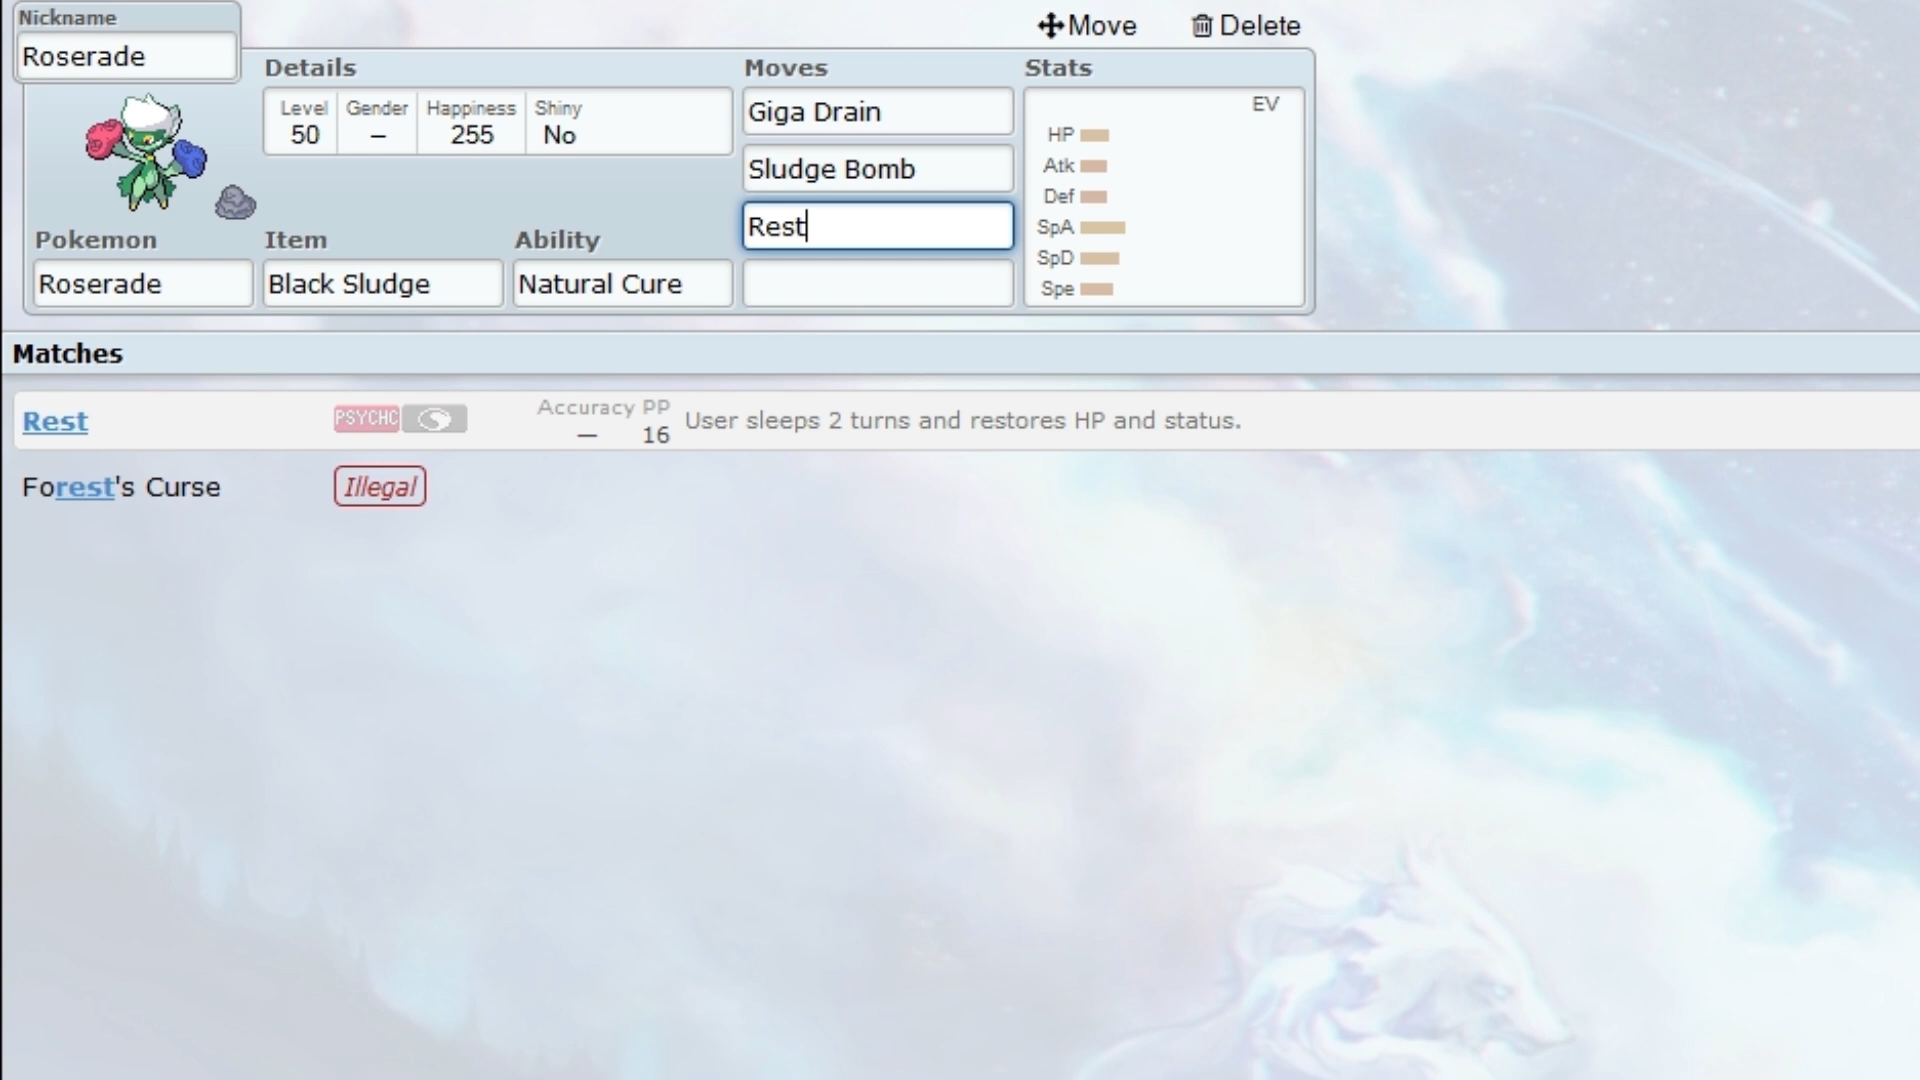 Nickname
Roserade
Move
Delete
Details
Moves
Stats
Level
Gender
Happiness
Shiny
50
–
255
No
Giga Drain
Sludge Bomb
Rest
EV
HP
Atk
Def
SpA
SpD
Spe
Pokemon
Item
Ability
Roserade
Black Sludge
Natural Cure
Matches
Rest
PSYCHC
Accuracy PP
— 16
User sleeps 2 turns and restores HP and status.
Forest's Curse
Illegal